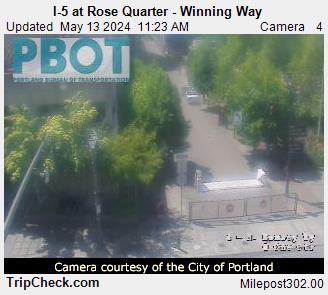 I-5 at Rose Quarter - Winning Way
Updated May 13 2024 11:23 AM Camera 4
PBOT
PORTLAND BUREAU OF TRANSPORTATION
Camera courtesy of the City of Portland
TripCheck.com Milepost302.00